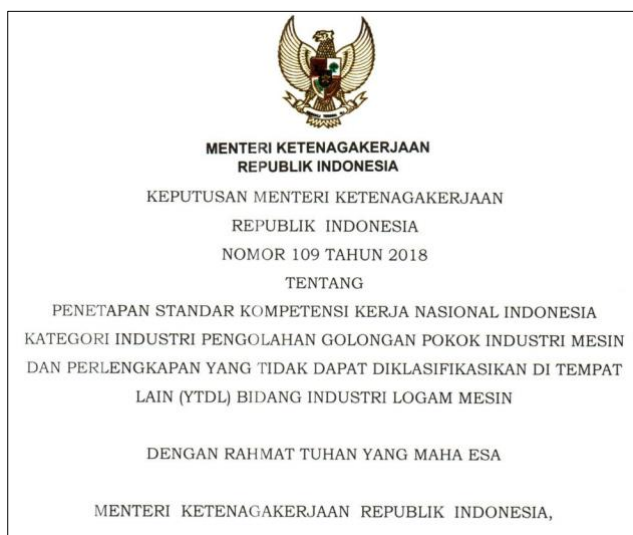 MENTERI KETENAGAKERJAAN
REPUBLIK INDONESIA
KEPUTUSAN MENTERI KETENAGAKERJAAN
REPUBLIK INDONESIA
NOMOR 109 TAHUN 2018
TENTANG
PENETAPAN STANDAR KOMPETENSI KERJA NASIONAL INDONESIA
KATEGORI INDUSTRI PENGOLAHAN GOLONGAN POKOK INDUSTRI MESIN
DAN PERLENGKAPAN YANG TIDAK DAPAT DIKLASIFIKASIKAN DI TEMPAT
LAIN (YTDL) BIDANG INDUSTRI LOGAM MESIN
DENGAN RAHMAT TUHAN YANG MAHA ESA
MENTERI KETENAGAKERJAAN REPUBLIK INDONESIA,